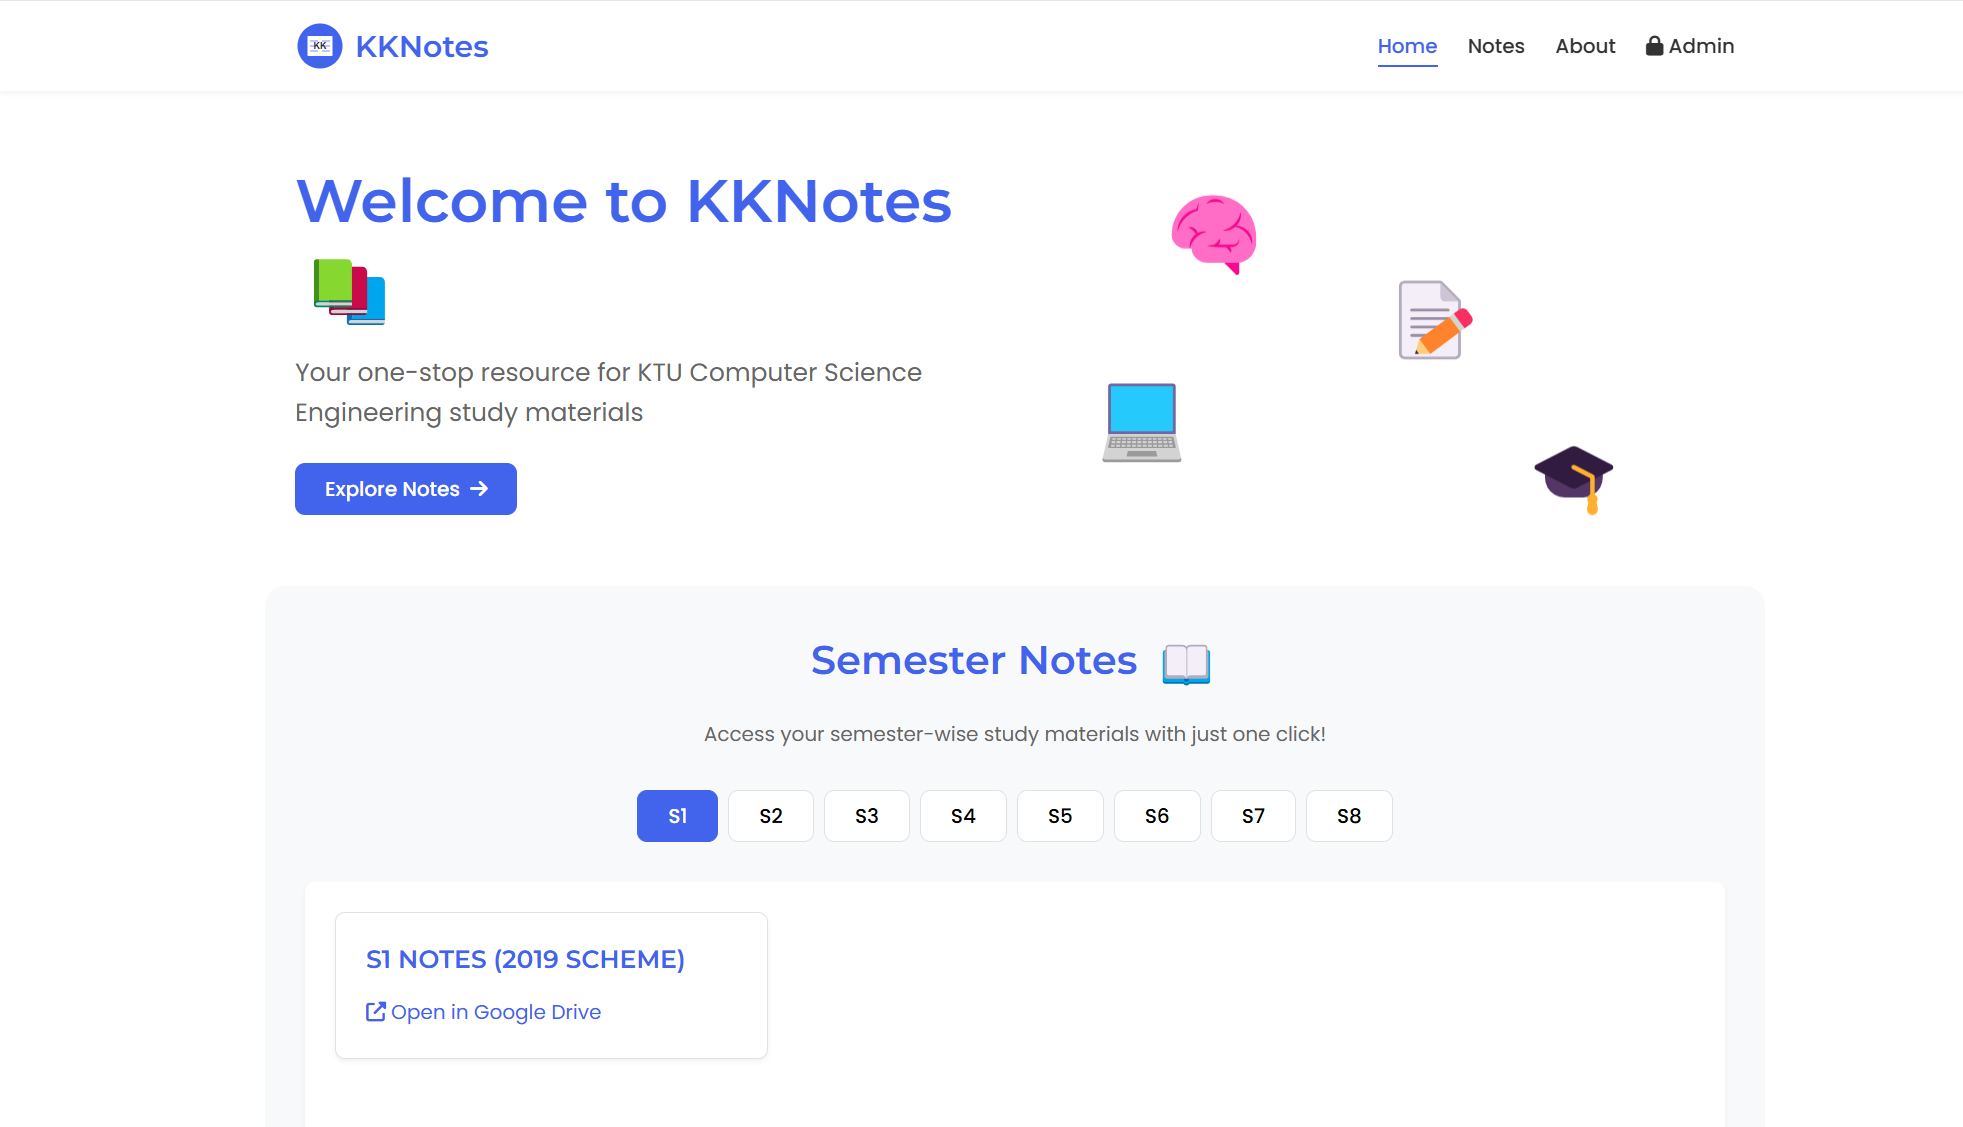 KK
KKNotes
Home
Notes
About
Admin
Welcome to KKNotes
Your one-stop resource for KTU Computer Science
Engineering study materials
Explore Notes
Semester Notes
Access your semester-wise study materials with just one click!
S1
S2
S3
S4
S5
S6
S7
S8
S1 NOTES (2019 SCHEME)
Open in Google Drive